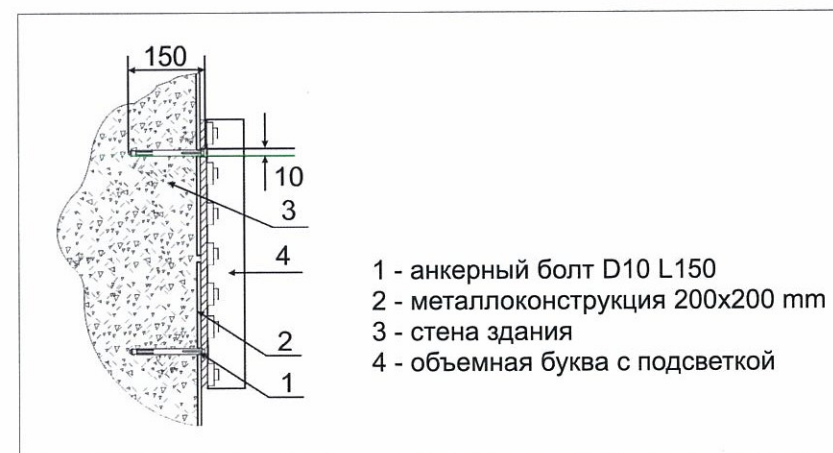 150
10
3
4
2
1
1 - анкерный болт D10 L150
2 - металлоконструкция 200x200 mm
3 - стена здания
4 - объемная буква с подсветкой